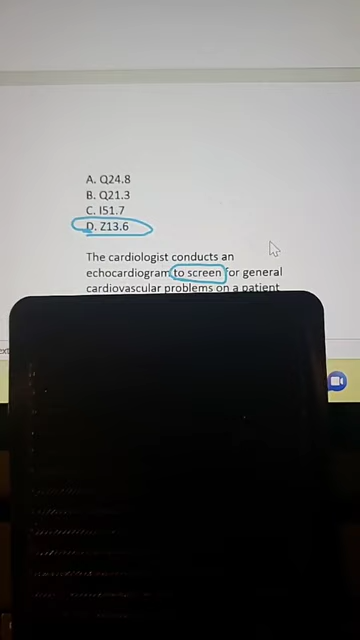 A. Q24.8
B. Q21.3
C. I51.7
D. Z13.6
The cardiologist conducts an
echocardiogram to screen for general
cardiovascular problems on a patient